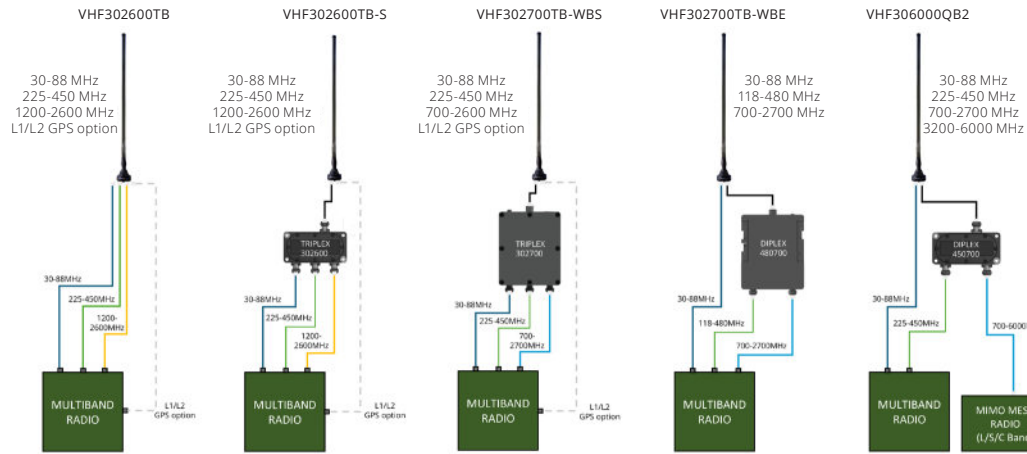 VHF302600TB
30-88 MHz
225-450 MHz
1200-2600 MHz
L1/L2 GPS option
30-88MHz
225-450MHz
1200-
2600MHz
MULTIBAND
RADIO
L1/L2
GPS option
VHF302600TB-S
30-88 MHz
225-450 MHz
1200-2600 MHz
L1/L2 GPS option
TRIPLEX
302600
30-88MHz
225-450MHz
1200-
2600MHz
MULTIBAND
RADIO
L1/L2
GPS option
VHF302700TB-WBS
30-88 MHz
225-450 MHz
700-2600 MHz
L1/L2 GPS option
TRIPLEX
302700
30-88MHz
225-450MHz
700-
2700MHz
MULTIBAND
RADIO
L1/L2
GPS option
VHF302700TB-WBE
30-88 MHz
118-480 MHz
700-2700 MHz
DIPLEX
480700
30-88MHz
118-480MHz
700-2700MHz
MULTIBAND
RADIO
VHF306000QB2
30-88 MHz
225-450 MHz
700-2700 MHz
3200-6000 MHz
DIPLEX
450700
30-88MHz
225-450MHz
700-6000
MULTIBAND
RADIO
MIMO MES
RADIO
(L/S/C Ban